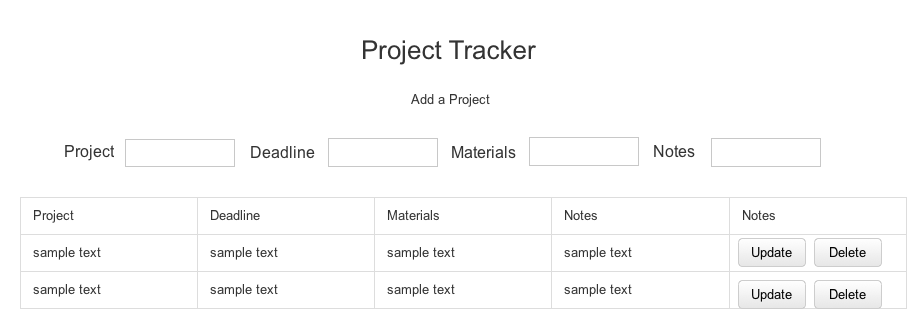 Project Tracker
Add a Project
Project Deadline Materials Notes
Project Deadline Materials Notes Notes
sample text sample text sample text sample text Update Delete
sample text sample text sample text sample text Update Delete